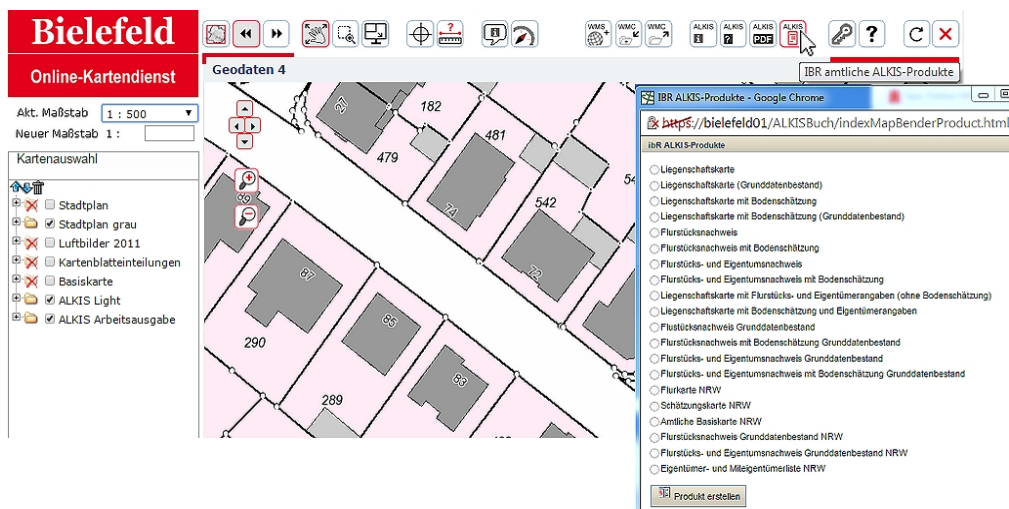 Bielefeld
Online-Kartendienst
Akt. Maßstab 1 : 500
Neuer Maßstab 1 :
Kartenauswahl
Stadtplan
Stadtplan grau
Luftbilder 2011
Kartenblatteinteilungen
Basiskarte
ALKIS Light
ALKIS Arbeitsausgabe
WMS WMC WMC ALKIS ALKIS ALKIS PDF ALKIS
IBR amtliche ALKIS-Produkte
Geodaten 4
27
182
479
481
74
542
54
72
89
87
85
83
290
289
IBR ALKIS-Produkte - Google Chrome
https://bielefeld01/ALKISBuch/indexMapBenderProduct.html
ibR ALKIS-Produkte
Liegenschaftskarte
Liegenschaftskarte (Grunddatenbestand)
Liegenschaftskarte mit Bodenschätzung
Liegenschaftskarte mit Bodenschätzung (Grunddatenbestand)
Flurstücksnachweis
Flurstücksnachweis mit Bodenschätzung
Flurstücks- und Eigentumsnachweis
Flurstücks- und Eigentumsnachweis mit Bodenschätzung
Liegenschaftskarte mit Flurstücks- und Eigentümerangaben (ohne Bodenschätzung)
Liegenschaftskarte mit Bodenschätzung und Eigentümerangaben
Flustücksnachweis Grunddatenbestand
Flurstücksnachweis mit Bodenschätzung Grunddatenbestand
Flurstücks- und Eigentumsnachweis Grunddatenbestand
Flurstücks- und Eigentumsnachweis mit Bodenschätzung Grunddatenbestand
Flurkarte NRW
Schätzungskarte NRW
Amtliche Basiskarte NRW
Flurstücksnachweis Grunddatenbestand NRW
Flurstücks- und Eigentumsnachweis Grunddatenbestand NRW
Eigentümer- und Miteigentümerliste NRW
Produkt erstellen